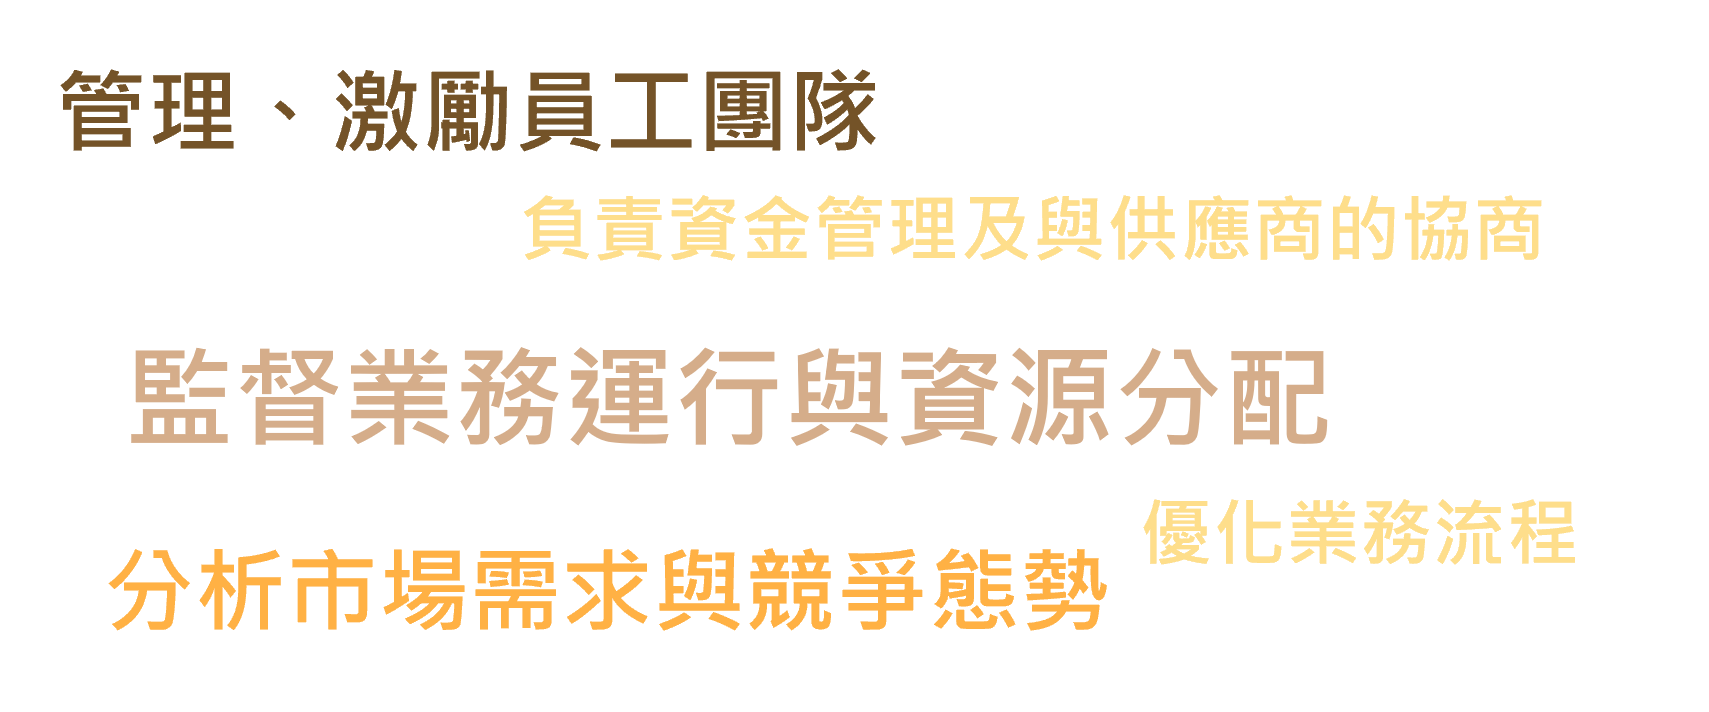 管理、激勵員工團隊
負責資金管理及與供應商的協商
監督業務運行與資源分配
優化業務流程
分析市場需求與競爭態勢